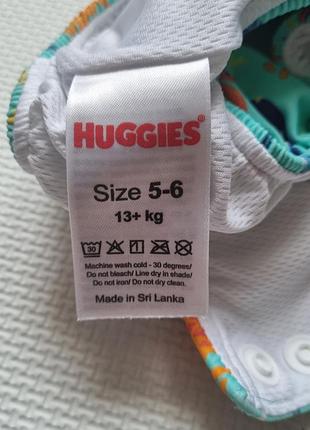 HUGGIES
Size 5-6
13+ kg
30
Machine wash cold - 30 degrees/
Do not bleach/ Line dry in shade/
Do not iron/ Do not dry clean.
Made in Sri Lanka